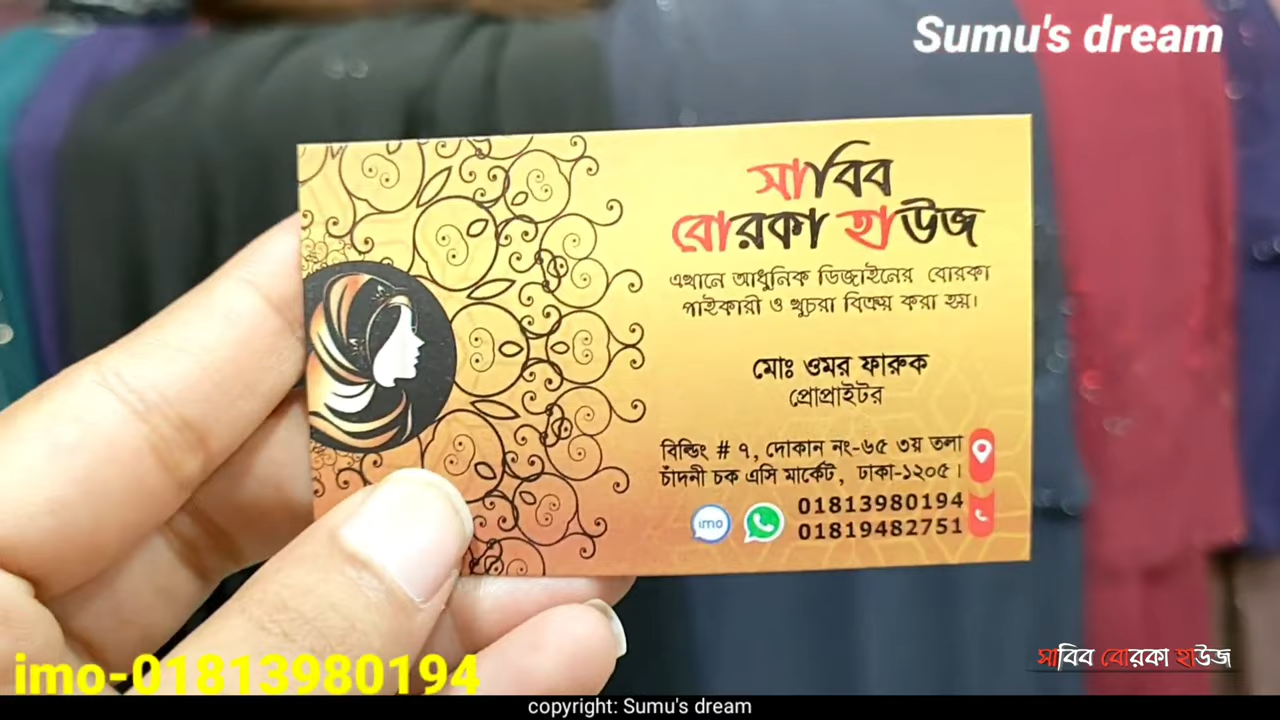 Sumu's dream
সাবিব
বোরকা হাউজ
এখানে আধুনিক ডিজাইনের বোরকা
পাইকারী ও খুচরা বিক্রয় করা হয়।
মোঃ ওমর ফারুক
প্রোপ্রাইটর
বিল্ডিং # ৭, দোকান নং-৬৫ ৩য় তলা
চাঁদনী চক এসি মার্কেট, ঢাকা-১২০৫।
imo
01813980194
01819482751
সাবিব বোরকা হাউজ
imo-01813980194
copyright: Sumu's dream